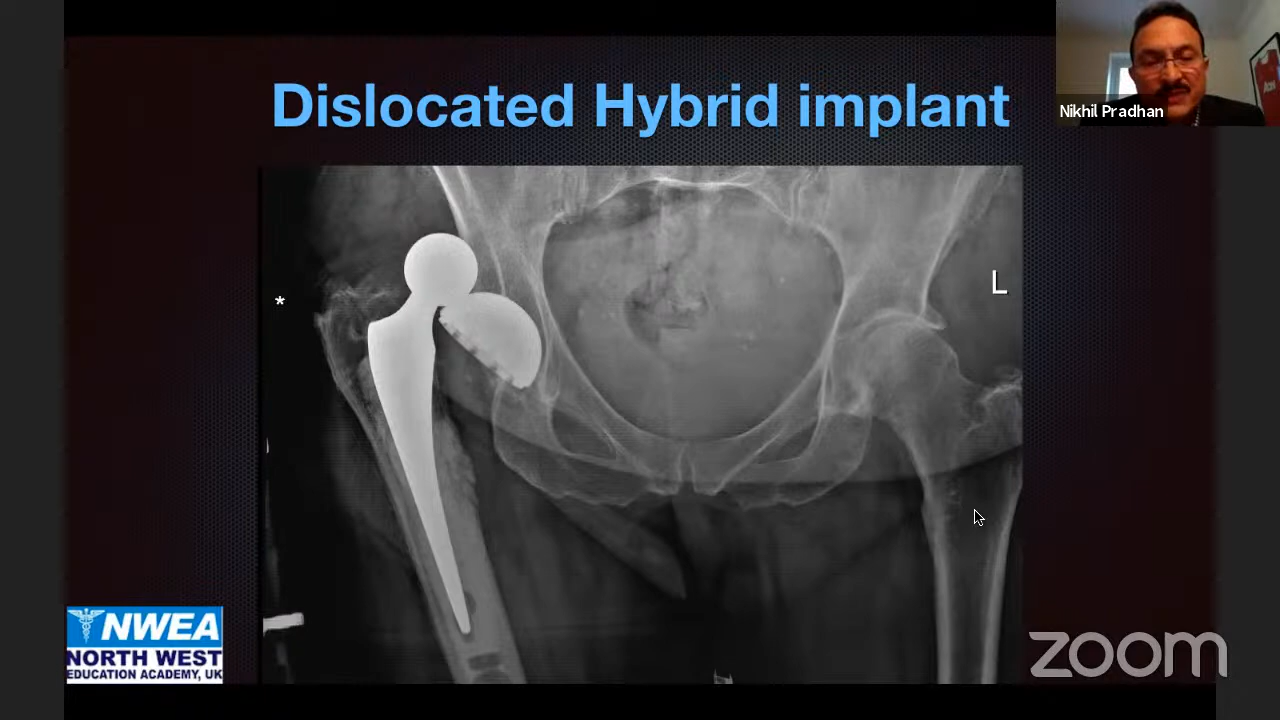 Dislocated Hybrid implant
Nikhil Pradhan
*
L
NWEA
NORTH WEST
EDUCATION ACADEMY, UK
zoom